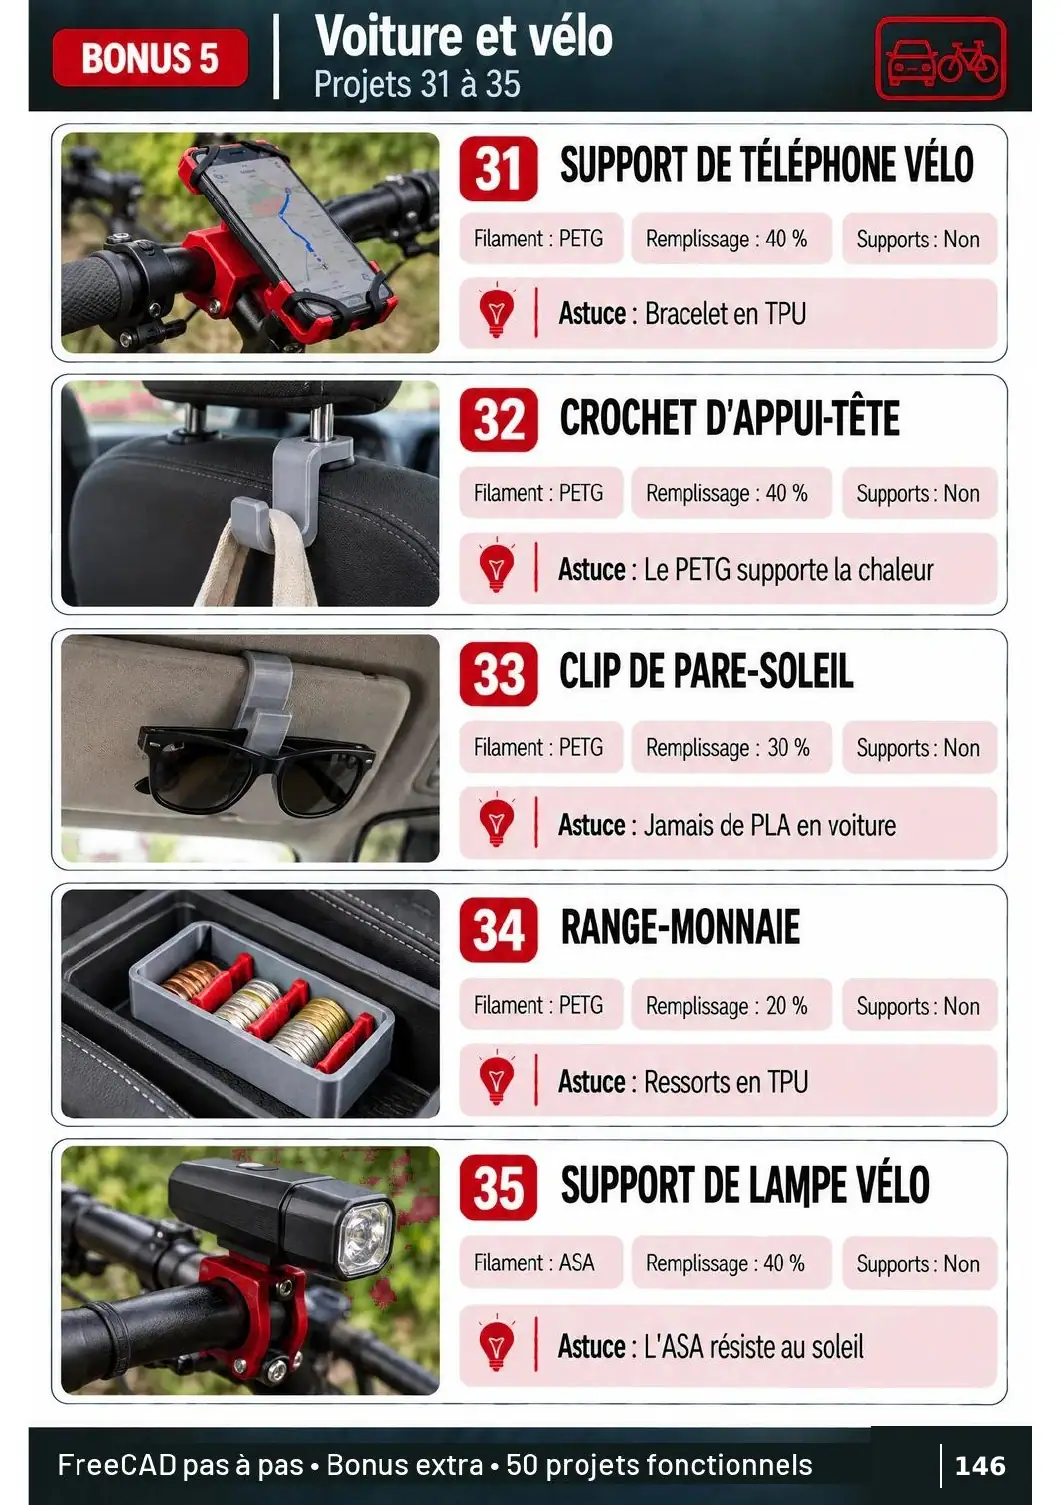 BONUS 5
Voiture et vélo
Projets 31 à 35
31
SUPPORT DE TÉLÉPHONE VÉLO
Filament : PETG
Remplissage : 40 %
Supports : Non
Astuce : Bracelet en TPU
32
CROCHET D'APPUI-TÊTE
Filament : PETG
Remplissage : 40 %
Supports : Non
Astuce : Le PETG supporte la chaleur
33
CLIP DE PARE-SOLEIL
Filament : PETG
Remplissage : 30 %
Supports : Non
Astuce : Jamais de PLA en voiture
34
RANGE-MONNAIE
Filament : PETG
Remplissage : 20 %
Supports : Non
Astuce : Ressorts en TPU
35
SUPPORT DE LAMPE VÉLO
Filament : ASA
Remplissage : 40 %
Supports : Non
Astuce : L'ASA résiste au soleil
FreeCAD pas à pas • Bonus extra • 50 projets fonctionnels
146